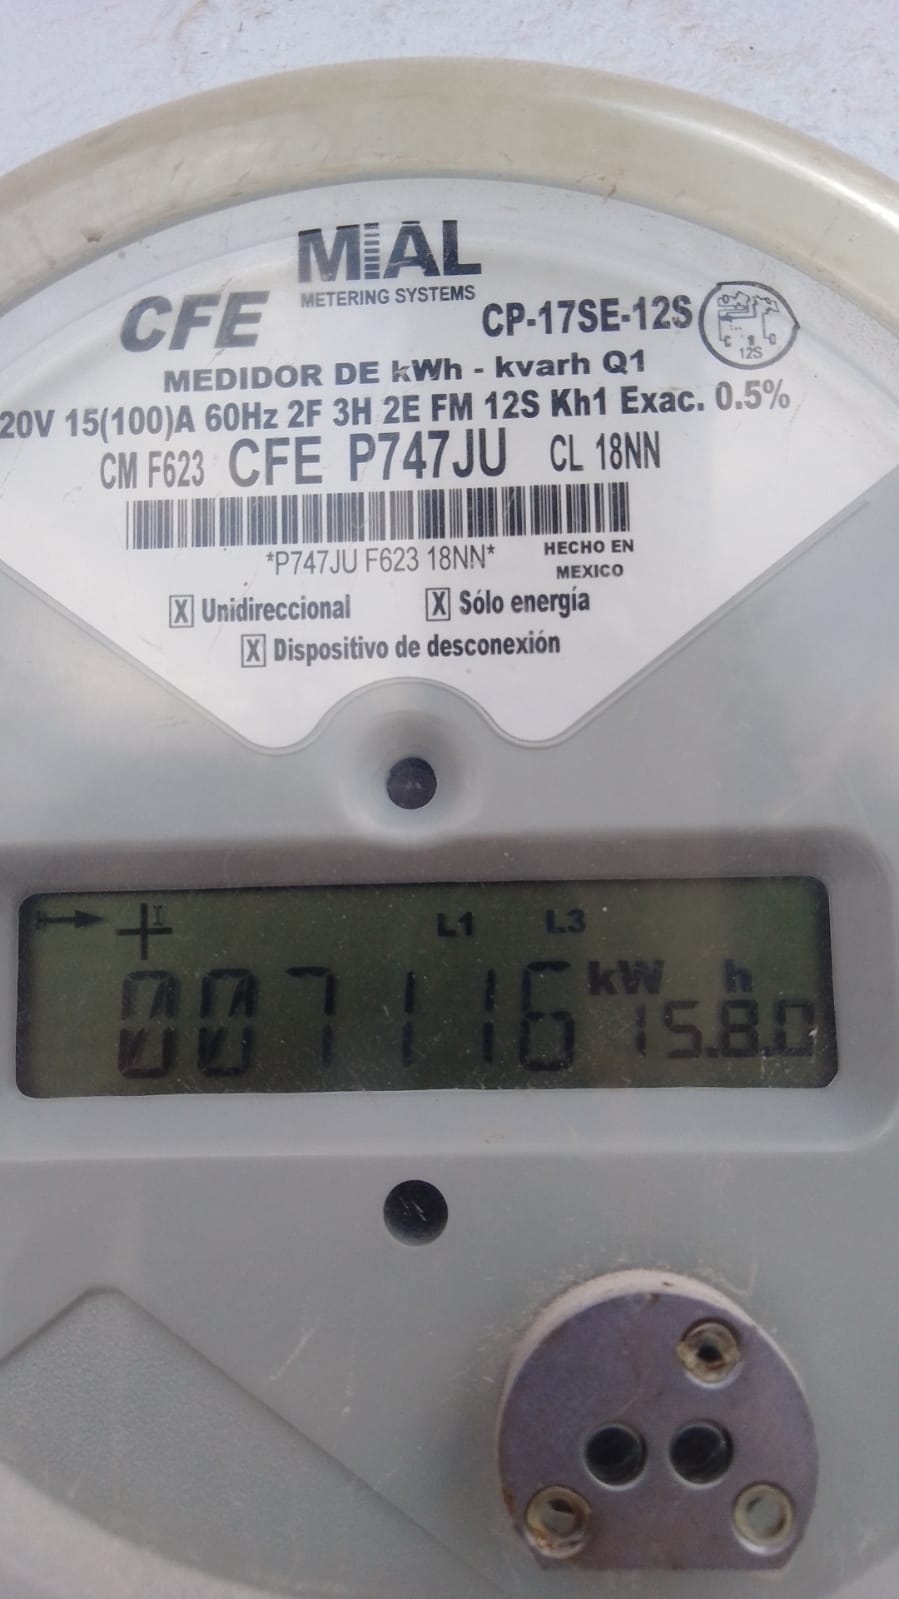 MIAL
METERING SYSTEMS
CFE
CP-17SE-12S
12S
MEDIDOR DE kWh - kvarh Q1
20V 15(100)A 60Hz 2F 3H 2E FM 12S Kh1 Exac. 0.5%
CM F623 CFE P747JU CL 18NN
*P747JU F623 18NN*
HECHO EN
MEXICO
X Unidireccional X Sólo energía
X Dispositivo de desconexión
L1 L3
007116 kW h 15.8.0